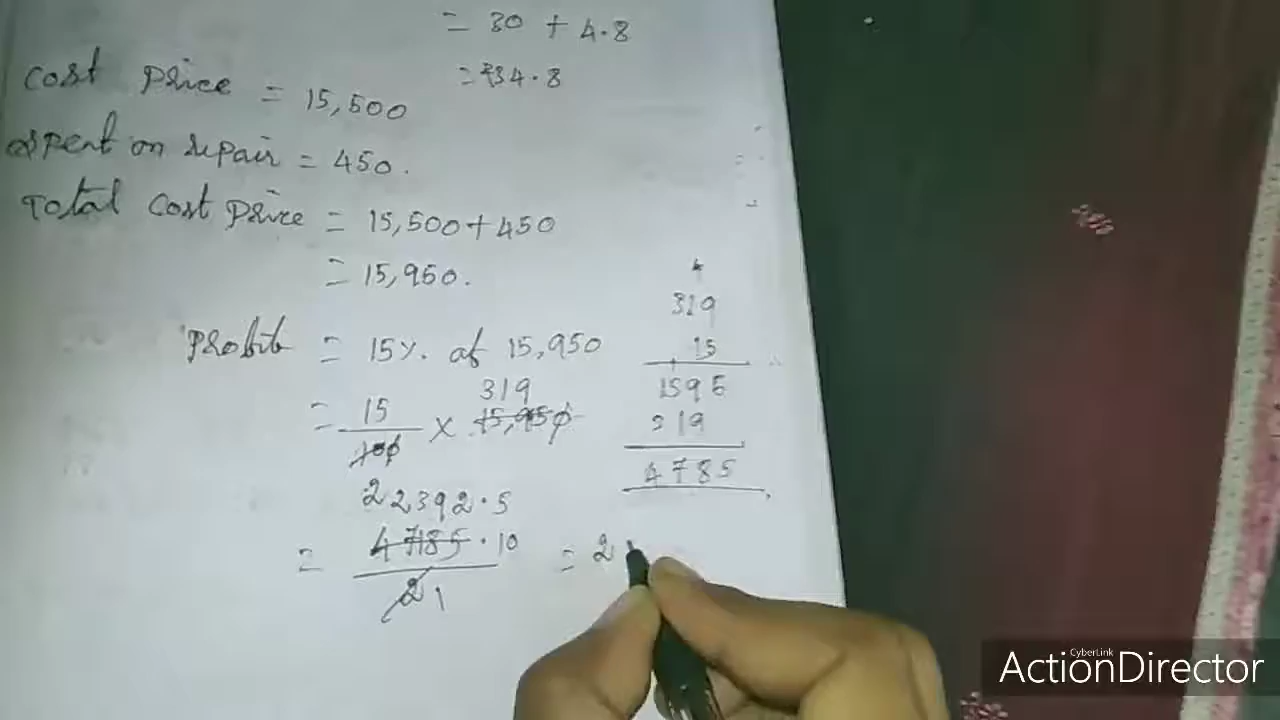 = 30 + 4.8
= ₹34.8
Cost Price = 15,500
Spent on repair = 450.
Total Cost Price = 15,500 + 450
= 15,950.
Profit = 15%. of 15,950
319
= 15/100 × 15,950
2 2392.5
= 4785.10 / 2 1 = 2
4
319
15
1595
319
4785
CyberLink
ActionDirector